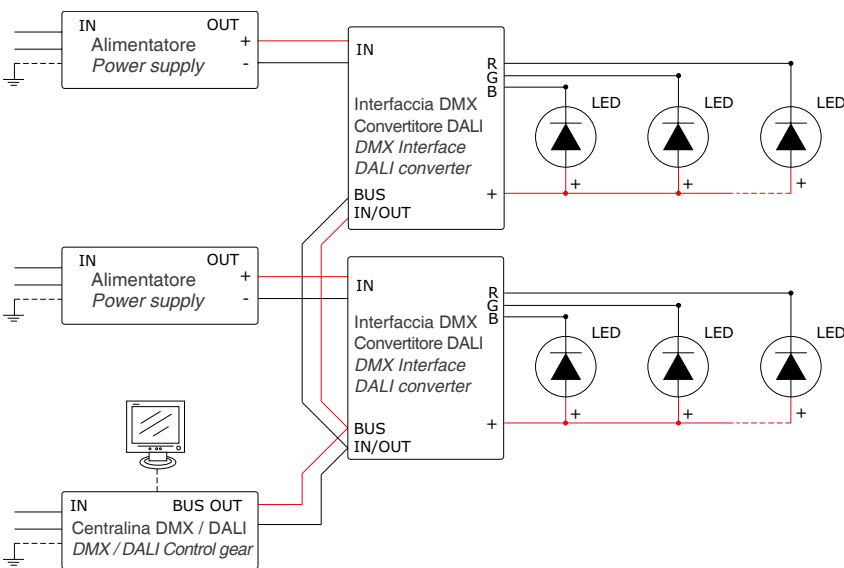 IN OUT
Alimentatore
+
Power supply
-
IN
Interfaccia DMX
Convertitore DALI
DMX Interface
DALI converter
BUS
IN/OUT
R
G
B
+
LED LED LED
+ + +
IN OUT
Alimentatore
+
Power supply
-
IN
Interfaccia DMX
Convertitore DALI
DMX Interface
DALI converter
BUS
IN/OUT
R
G
B
+
LED LED LED
+ + +
IN BUS OUT
Centralina DMX / DALI
DMX / DALI Control gear